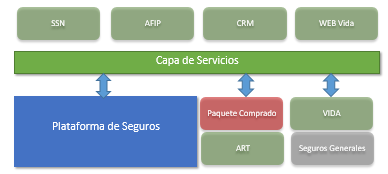 SSN
AFIP
CRM
WEB Vida
Capa de Servicios
Plataforma de Seguros
Paquete Comprado
VIDA
ART
Seguros Generales